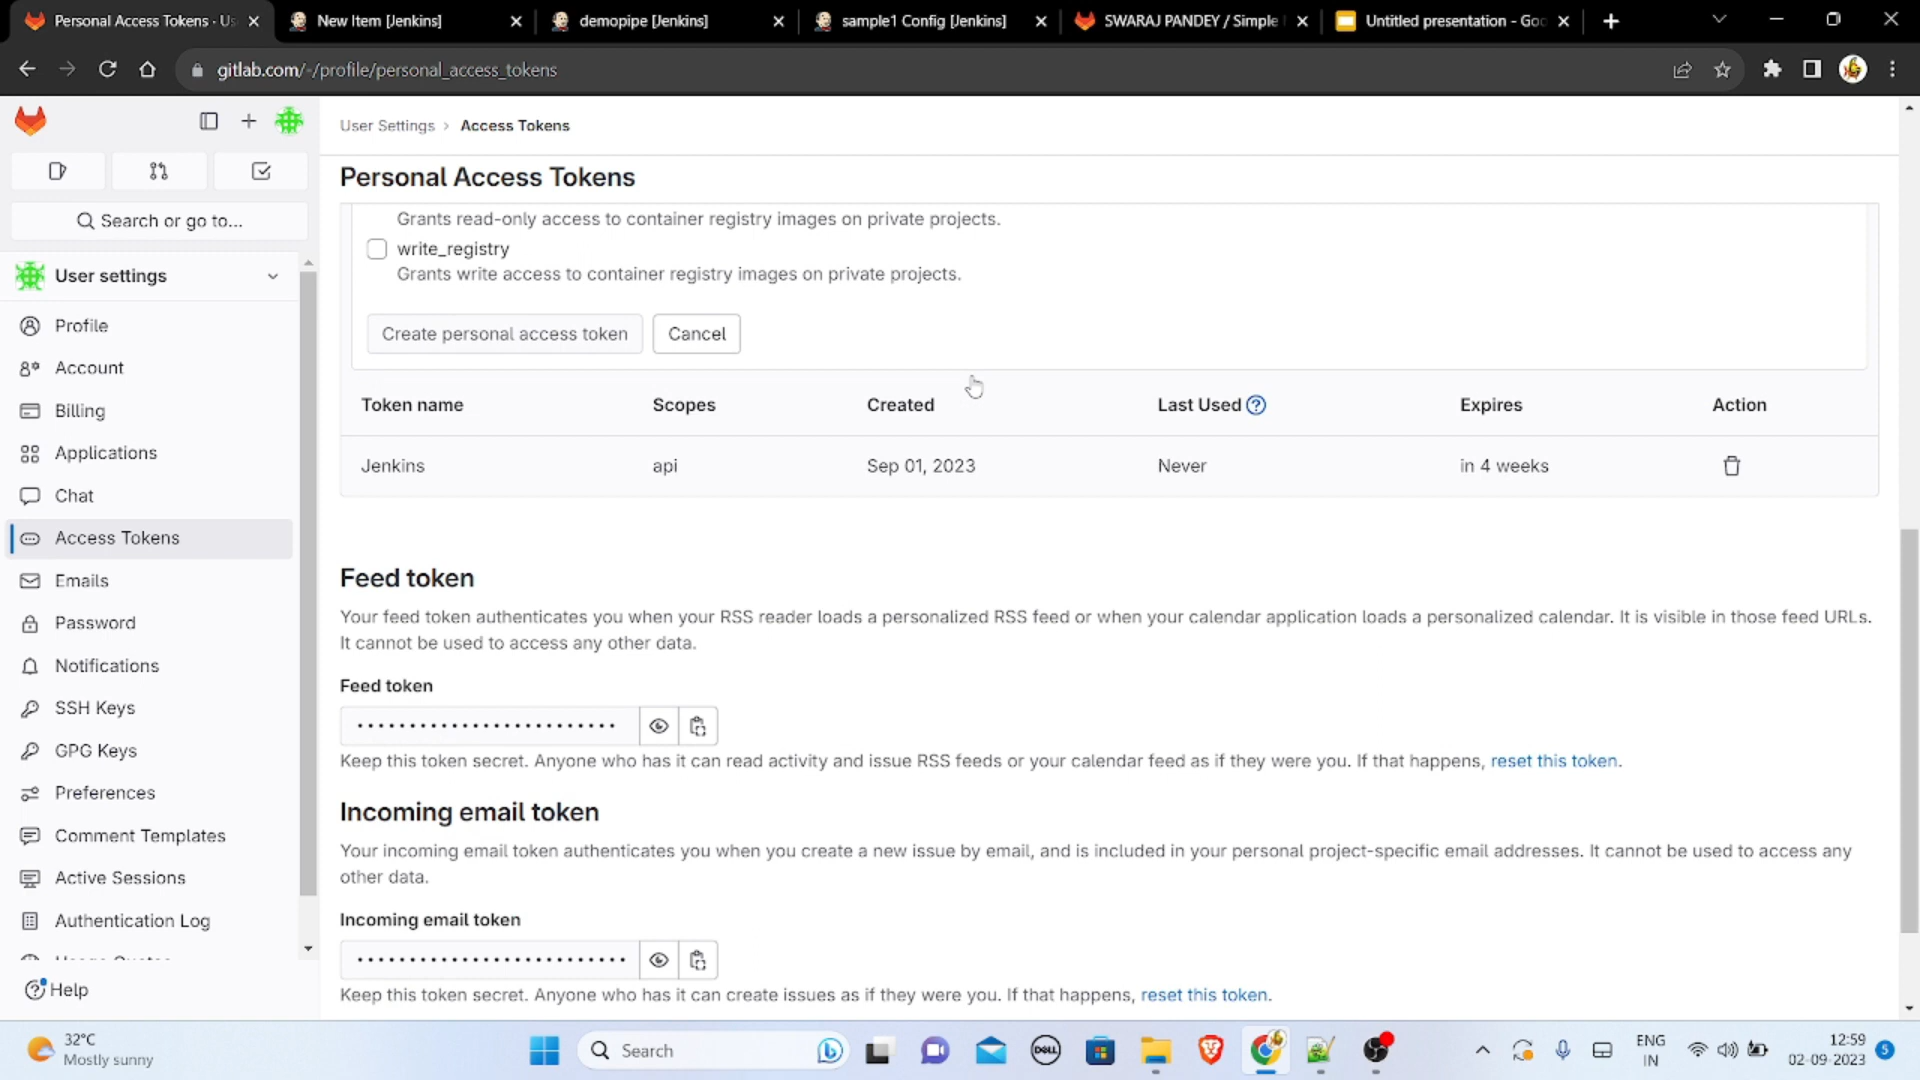 Personal Access Tokens · Us
New Item [Jenkins]
demopipe [Jenkins]
sample1 Config [Jenkins]
SWARAJ PANDEY / Simple
Untitled presentation - Goo
gitlab.com/-/profile/personal_access_tokens
Search or go to...
User settings
Profile
Account
Billing
Applications
Chat
Access Tokens
Emails
Password
Notifications
SSH Keys
GPG Keys
Preferences
Comment Templates
Active Sessions
Authentication Log
Help
User Settings › Access Tokens
Personal Access Tokens
Grants read-only access to container registry images on private projects.
write_registry
Grants write access to container registry images on private projects.
Create personal access token Cancel
Token name Scopes Created Last Used Expires Action
Jenkins api Sep 01, 2023 Never in 4 weeks
Feed token
Your feed token authenticates you when your RSS reader loads a personalized RSS feed or when your calendar application loads a personalized calendar. It is visible in those feed URLs.
It cannot be used to access any other data.
Feed token
Keep this token secret. Anyone who has it can read activity and issue RSS feeds or your calendar feed as if they were you. If that happens, reset this token.
Incoming email token
Your incoming email token authenticates you when you create a new issue by email, and is included in your personal project-specific email addresses. It cannot be used to access any
other data.
Incoming email token
Keep this token secret. Anyone who has it can create issues as if they were you. If that happens, reset this token.
32°C
Mostly sunny
Search
DELL
ENG
IN
12:59
02-09-2023
5